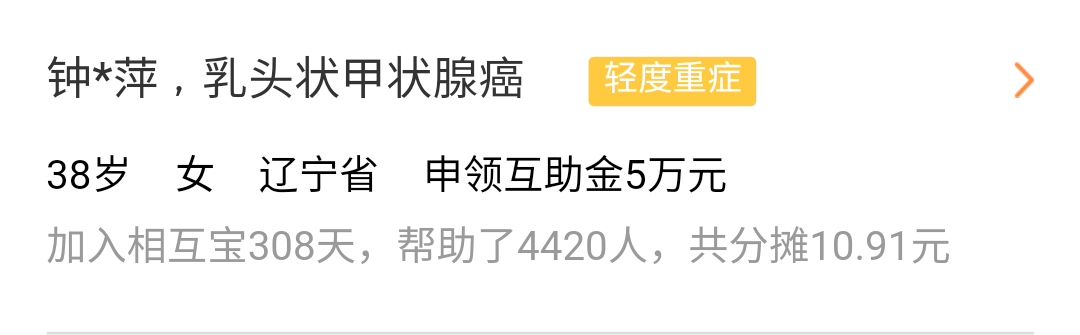 钟*萍，乳头状甲状腺癌 轻度重症
38岁 女 辽宁省 申领互助金5万元
加入相互宝308天，帮助了4420人，共分摊10.91元